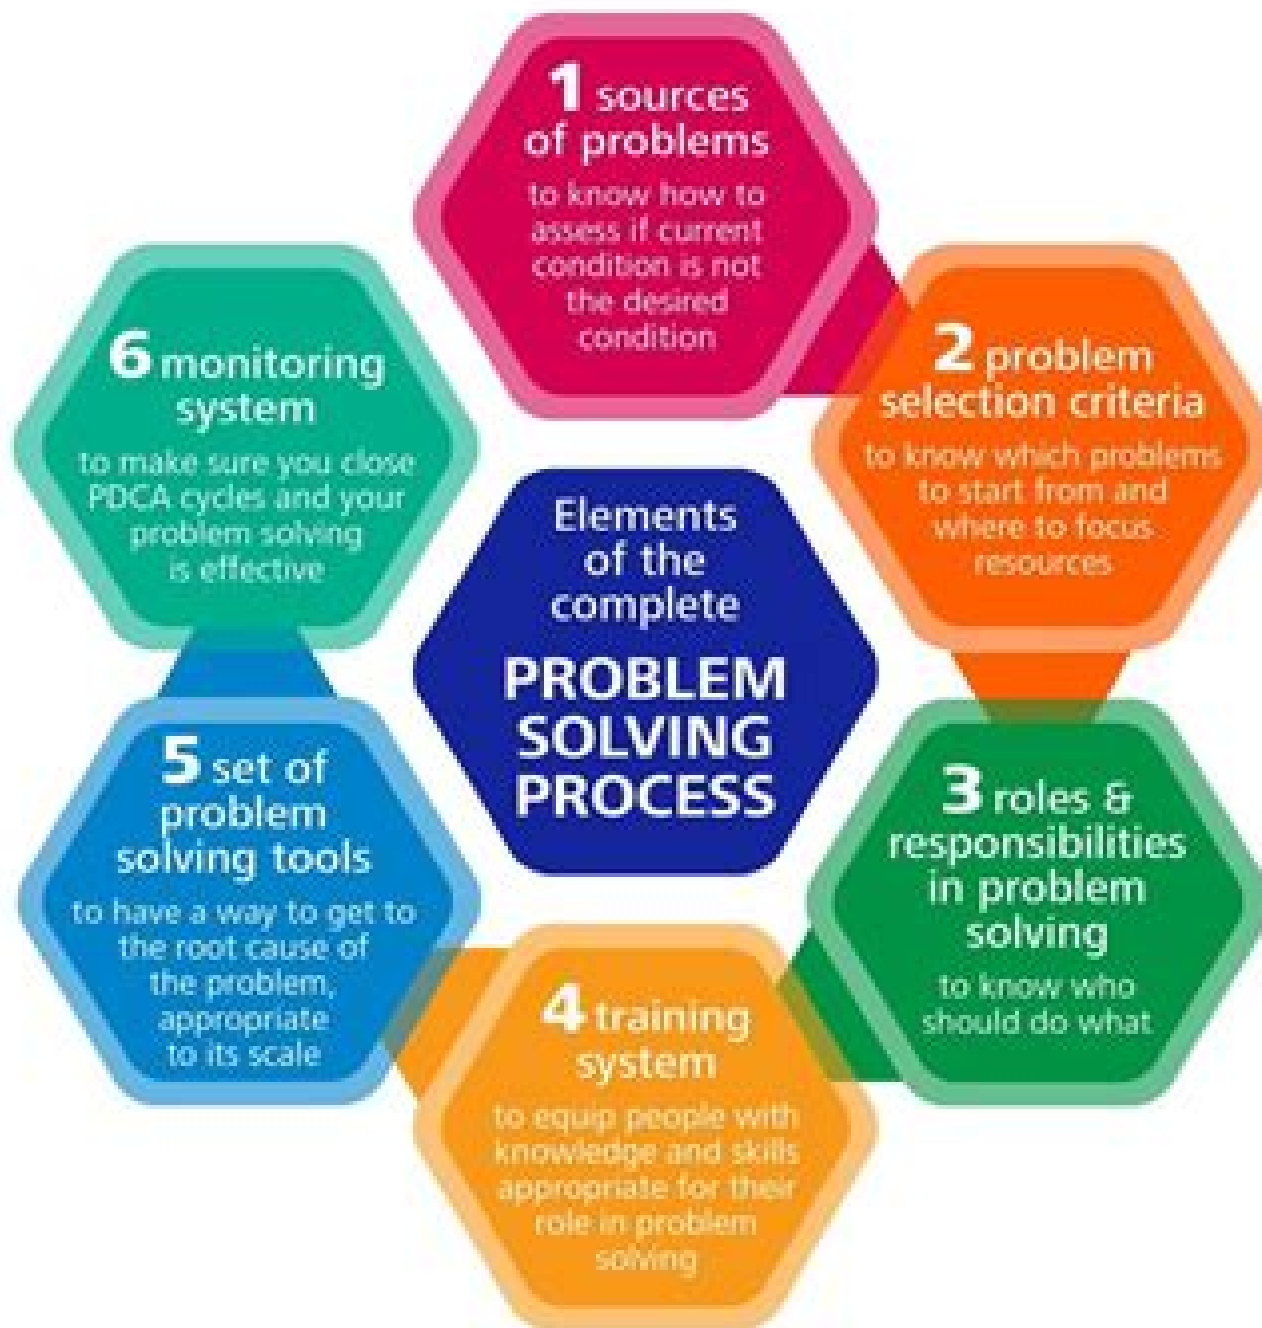 1 sources
of problems
to know how to
assess if current
condition is not
the desired
condition
2 problem
selection criteria
to know which problems
to start from and
where to focus
resources
3 roles &
responsibilities
in problem
solving
to know who
should do what
4 training
system
to equip people with
knowledge and skills
appropriate for their
role in problem
solving
5 set of
problem
solving tools
to have a way to get to
the root cause of
the problem,
appropriate
to its scale
6 monitoring
system
to make sure you close
PDCA cycles and your
problem solving
is effective
Elements
of the
complete
PROBLEM
SOLVING
PROCESS